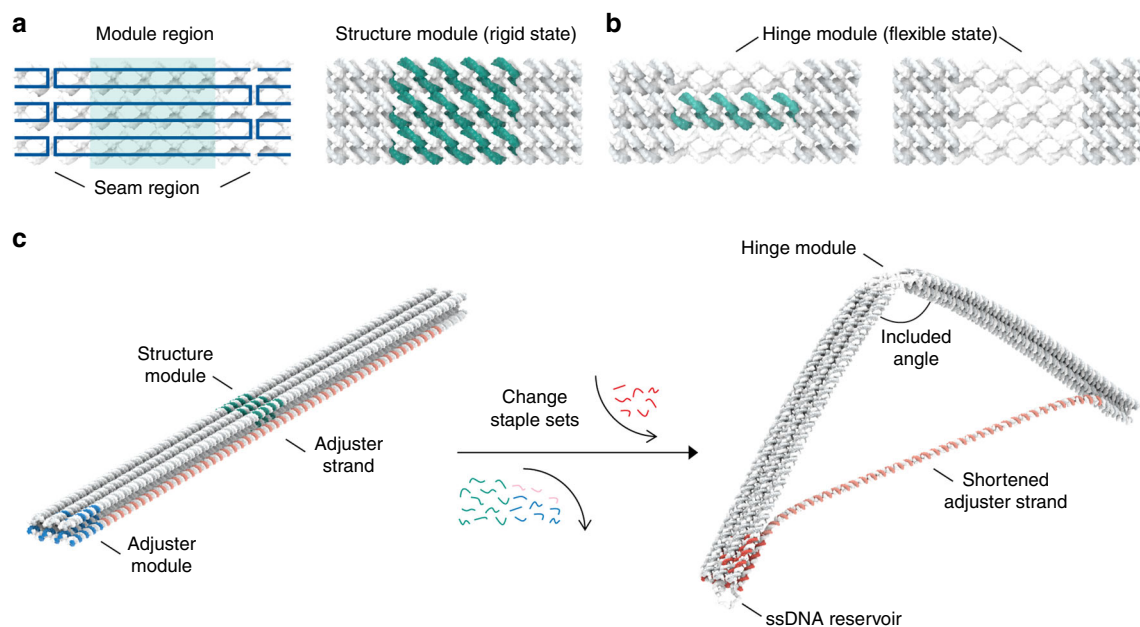 a
Module region
Structure module (rigid state)
Seam region
b
Hinge module (flexible state)
c
Structure
module
Adjuster
strand
Adjuster
module
Change
staple sets
Hinge module
Included
angle
Shortened
adjuster strand
ssDNA reservoir